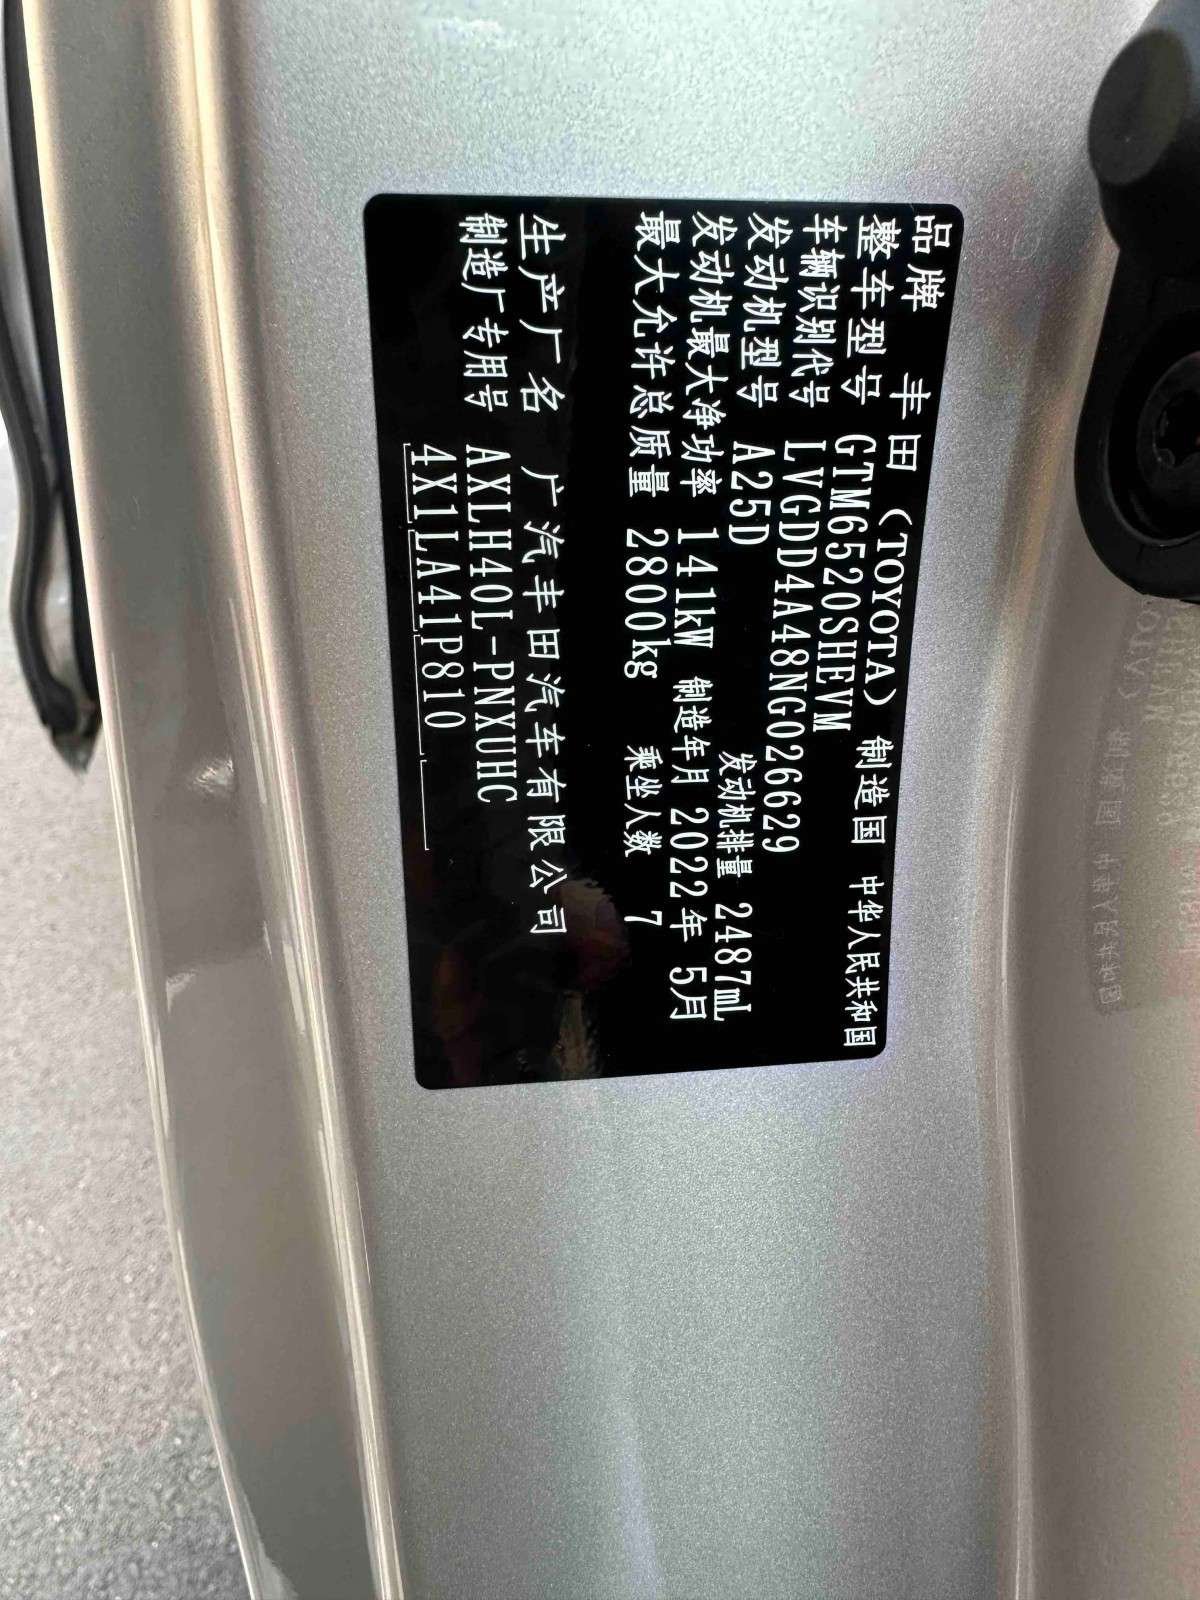 品牌 丰田（TOYOTA） 制造国 中华人民共和国
整车型号 GTM6520SHEVM
车辆识别代号 LVGDD4A48NG026629
发动机型号 A25D 发动机排量 2487mL
发动机最大净功率 141kW 制造年月 2022年 5月
最大允许总质量 2800kg 乘坐人数 7
生产厂名 广汽丰田汽车有限公司
制造厂专用号 AXLH40L-PNXUHC
4X1LA41P810